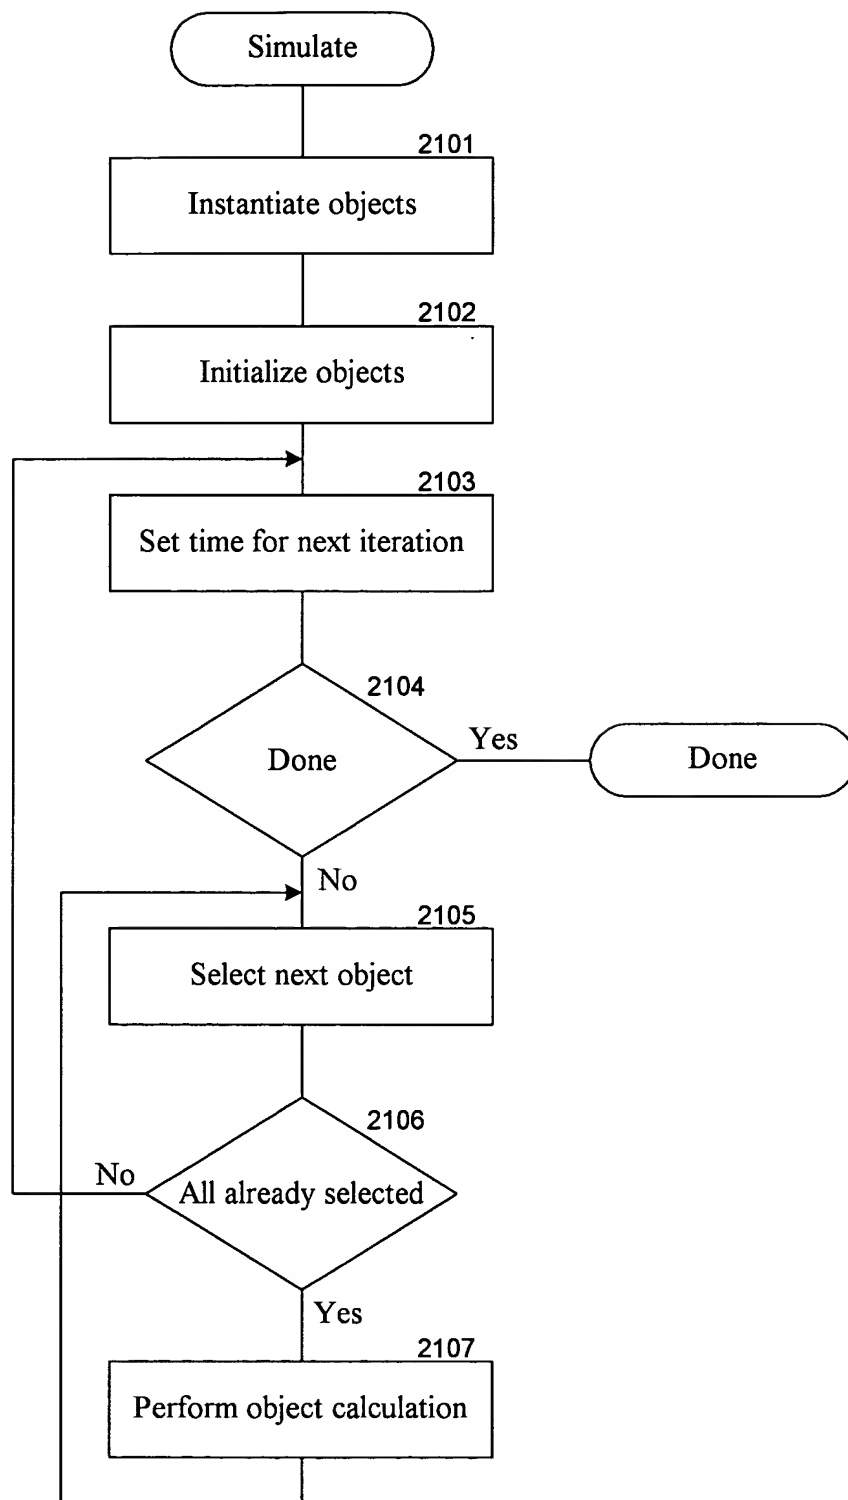 Simulate
2101
Instantiate objects
2102
Initialize objects
2103
Set time for next iteration
2104
Done
Yes
Done
No
2105
Select next object
2106
No
All already selected
Yes
2107
Perform object calculation